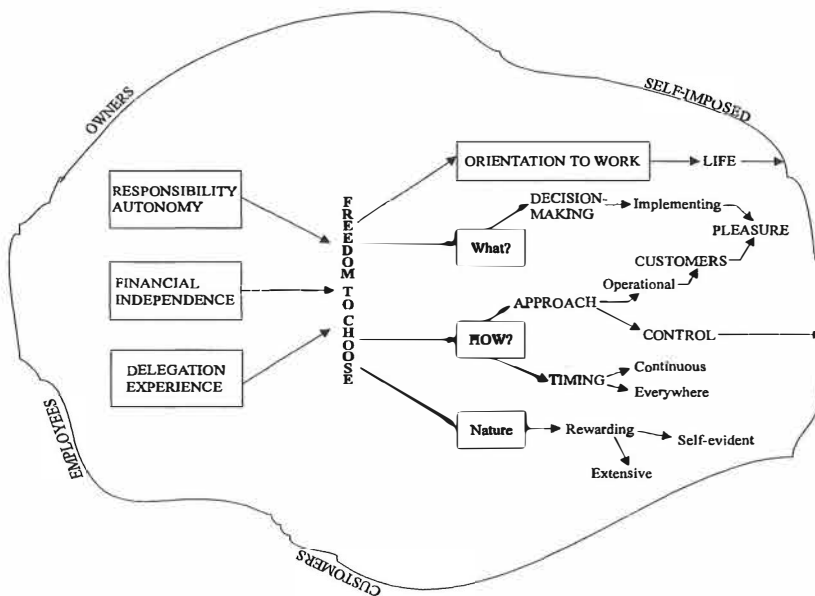 OWNERS
SELF-IMPOSED
RESPONSIBILITY
AUTONOMY
FINANCIAL
INDEPENDENCE
DELEGATION
EXPERIENCE
FREEDOM TO CHOOSE
ORIENTATION TO WORK
LIFE
What?
DECISION-
MAKING
Implementing
PLEASURE
CUSTOMERS
Operational
HOW?
APPROACH
CONTROL
TIMING
Continuous
Everywhere
Nature
Rewarding
Self-evident
Extensive
EMPLOYEES
CUSTOMERS